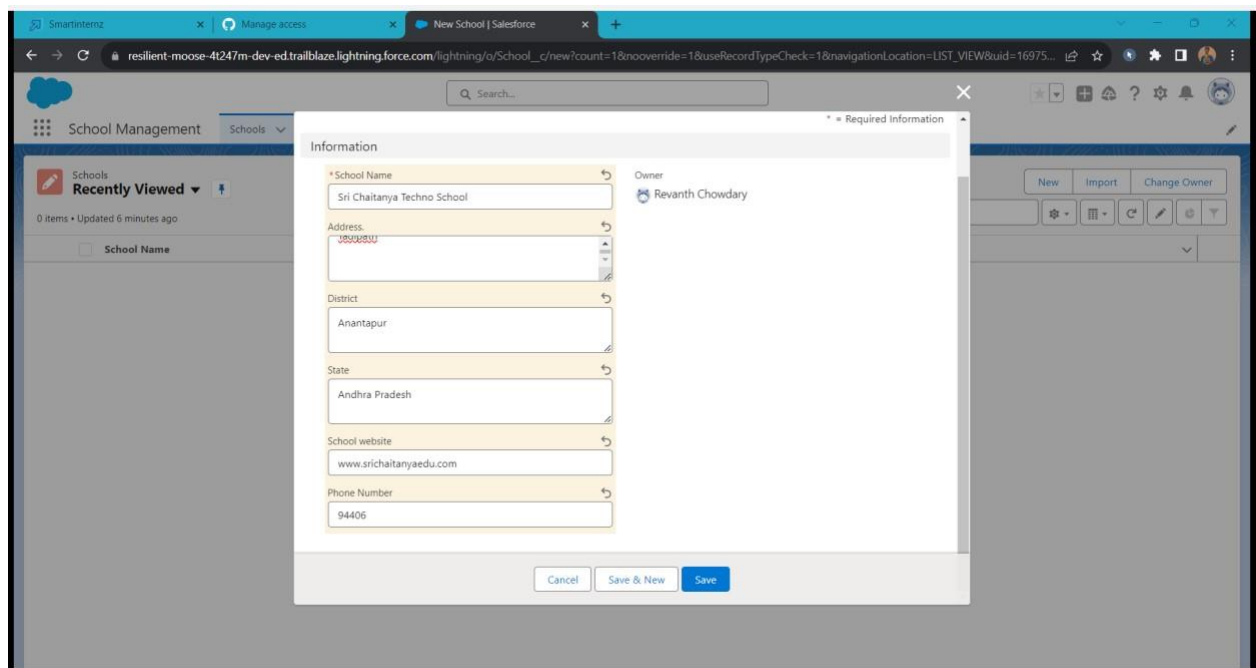 Smartinternz
Manage access
New School | Salesforce
resilient-moose-4t247m-dev-ed.trailblaze.lightning.force.com/lightning/o/School__c/new?count=1&nooverride=1&useRecordTypeCheck=1&navigationLocation=LIST_VIEW&uid=16975...
Search...
School Management
Schools
* = Required Information
Information
Schools
Recently Viewed
New
Import
Change Owner
0 items • Updated 6 minutes ago
School Name
*School Name
Sri Chaitanya Techno School
Owner
Revanth Chowdary
Address.
District
Anantapur
State
Andhra Pradesh
School website
www.srichaitanyaedu.com
Phone Number
94406
Cancel
Save & New
Save